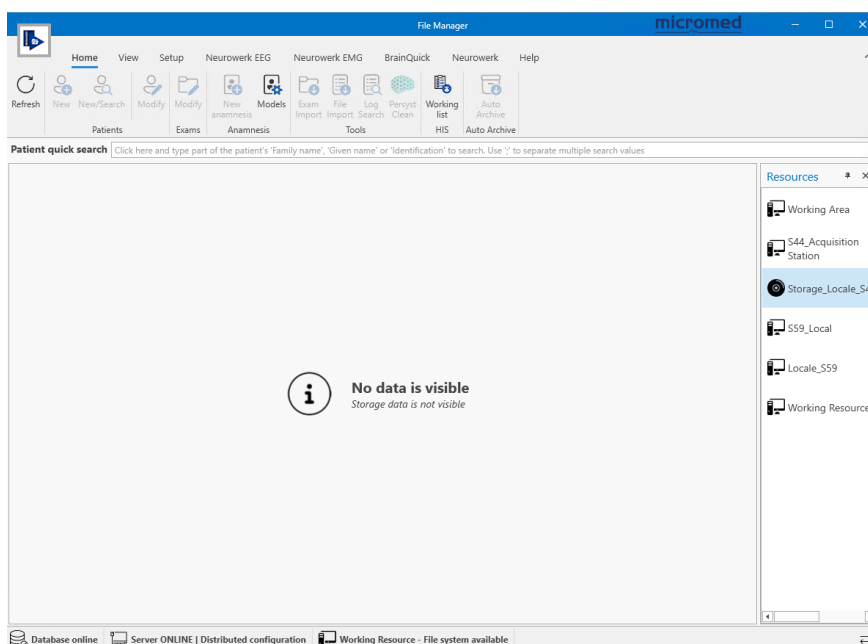 File Manager
micromed
Home View Setup Neurowerk EEG Neurowerk EMG BrainQuick Neurowerk Help
Refresh New New/Search Modify Modify New anamnesis Models Exam Import File Import Log Search Persyst Clean Working list Auto Archive
Patients Exams Anamnesis Tools HIS Auto Archive
Patient quick search Click here and type part of the patient's 'Family name', 'Given name' or 'Identification' to search. Use ';' to separate multiple search values
Resources
Working Area
S44_Acquisition
Station
Storage_Locale_S4
S59_Local
Locale_S59
Working Resource
No data is visible
Storage data is not visible
Database online Server ONLINE | Distributed configuration Working Resource - File system available